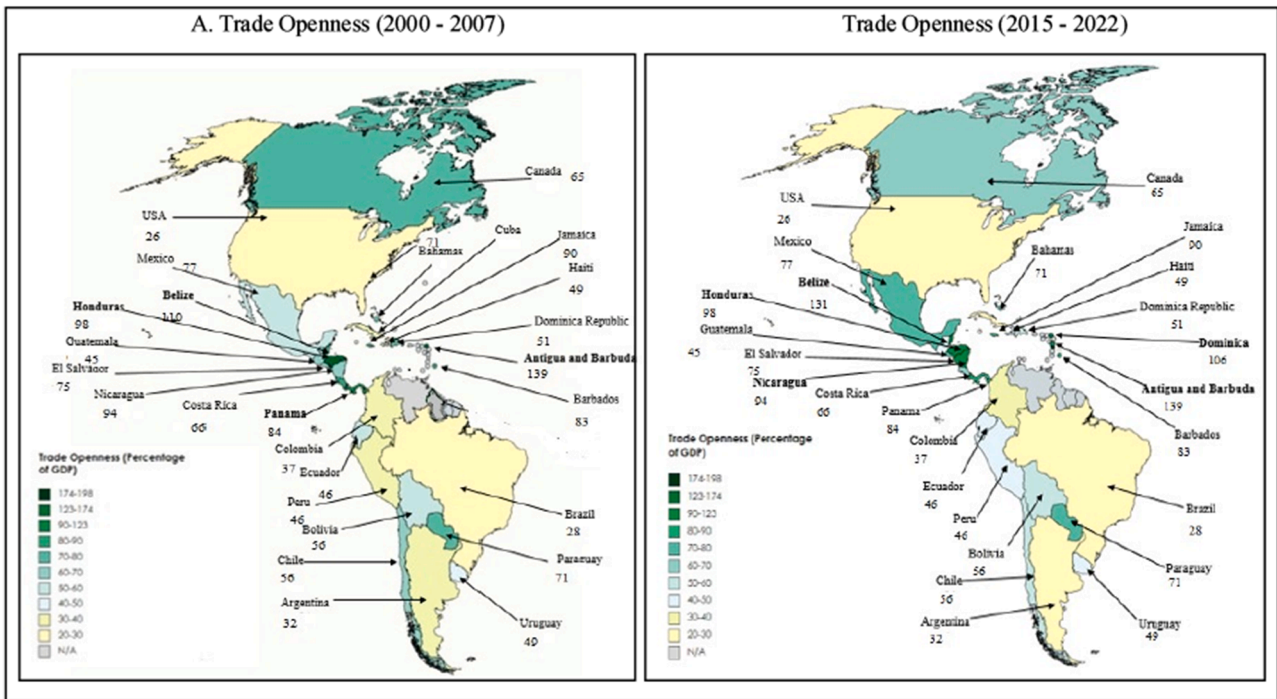 A. Trade Openness (2000 - 2007)
Canada 65
USA
26
Cuba
71
Bahamas
Jamaica
90
Mexico 77
Haiti
49
Honduras
98
Belize
110
Dominica Republic
51
Guatemala
45
El Salvador
75
Antigua and Barbuda
139
Nicaragua
94
Costa Rica
66
Panama
84
Barbados
83
Colombia
37
Ecuador
46
Peru
46
Bolivia
56
Brazil
28
Chile
56
Paraguay
71
Argentina
32
Uruguay
49
Trade Openness (Percentage
of GDP)
174-198
123-174
90-123
80-90
70-80
60-70
50-60
40-50
30-40
20-30
N/A
Trade Openness (2015 - 2022)
Canada
65
USA
26
Jamaica
90
Mexico
77
Bahamas
71
Haiti
49
Belize
131
Honduras
98
Dominica Republic
51
Guatemala
45
Dominika
106
El Salvador
75
Nicaragua
94
Costa Rica
66
Antigua and Barbuda
139
Panama
84
Barbados
83
Colombia
37
Ecuador
46
Peru
46
Brazil
28
Bolivia
56
Paraguay
71
Chile
56
Argentina
32
Uruguay
49
Trade Openness (Percentage
of GDP)
174-198
123-174
90-123
80-90
70-80
60-70
50-60
40-50
30-40
20-30
N/A